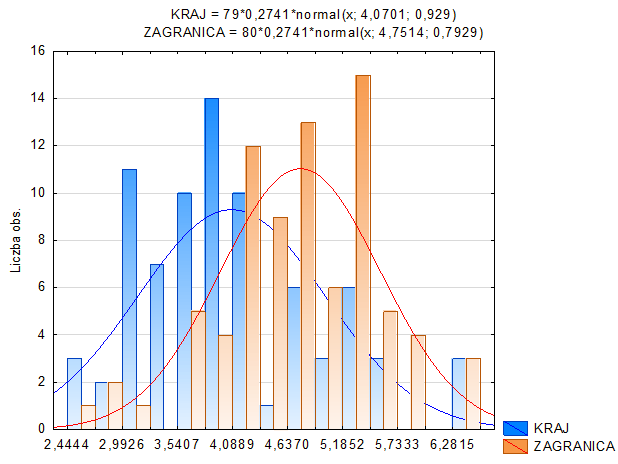 KRAJ = 79*0,2741*normal(x; 4,0701; 0,929)
ZAGRANICA = 80*0,2741*normal(x; 4,7514; 0,7929)
16
14
12
10
8
6
4
2
0
Liczba obs.
2,4444 2,9926 3,5407 4,0889 4,6370 5,1852 5,7333 6,2815
KRAJ
ZAGRANICA